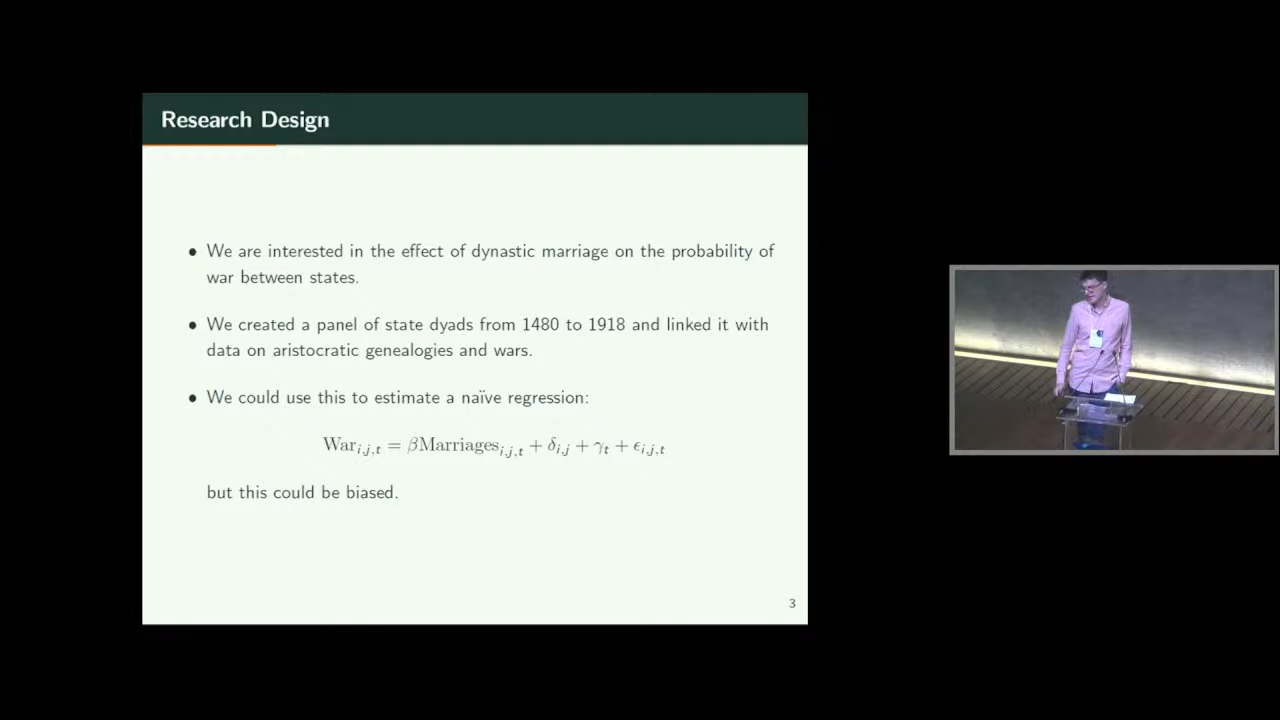 Research Design
• We are interested in the effect of dynastic marriage on the probability of
war between states.
• We created a panel of state dyads from 1480 to 1918 and linked it with
data on aristocratic genealogies and wars.
• We could use this to estimate a naïve regression:
War_{i,j,t} = βMarriages_{i,j,t} + δ_{i,j} + γ_t + ϵ_{i,j,t}
but this could be biased.
3